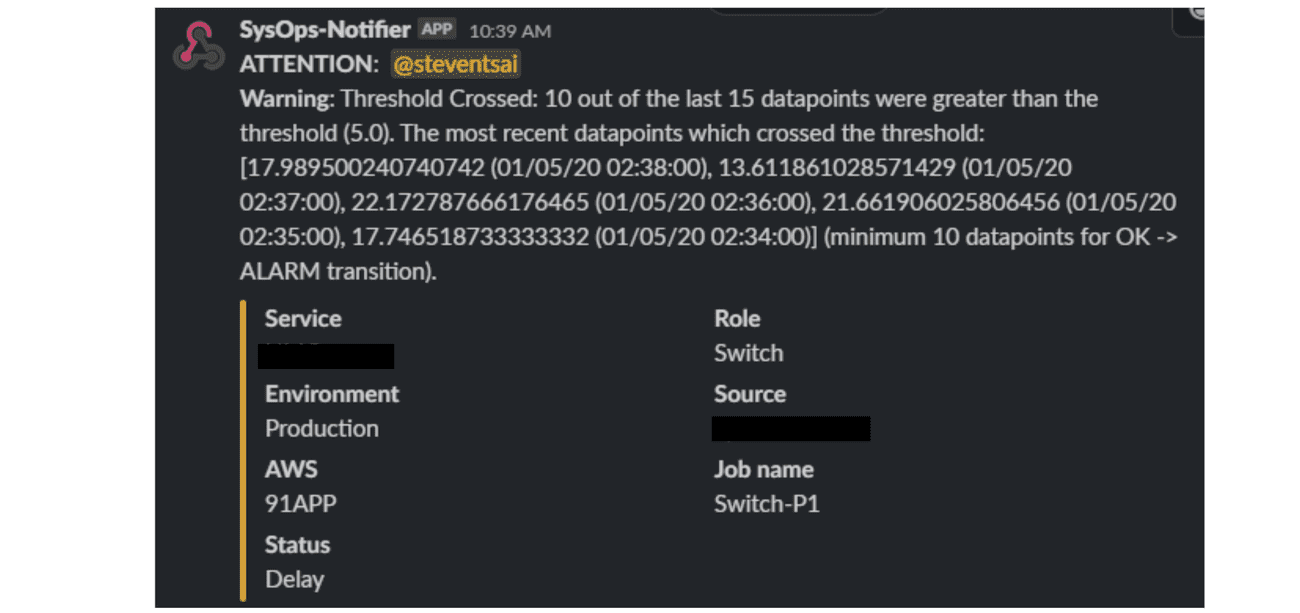 SysOps-Notifier APP 10:39 AM
ATTENTION: @steventsai
Warning: Threshold Crossed: 10 out of the last 15 datapoints were greater than the
threshold (5.0). The most recent datapoints which crossed the threshold:
[17.989500240740742 (01/05/20 02:38:00), 13.611861028571429 (01/05/20
02:37:00), 22.172787666176465 (01/05/20 02:36:00), 21.661906025806456 (01/05/20
02:35:00), 17.746518733333332 (01/05/20 02:34:00)] (minimum 10 datapoints for OK ->
ALARM transition).
Service Role
Switch
Environment Source
Production
AWS Job name
91APP Switch-P1
Status
Delay